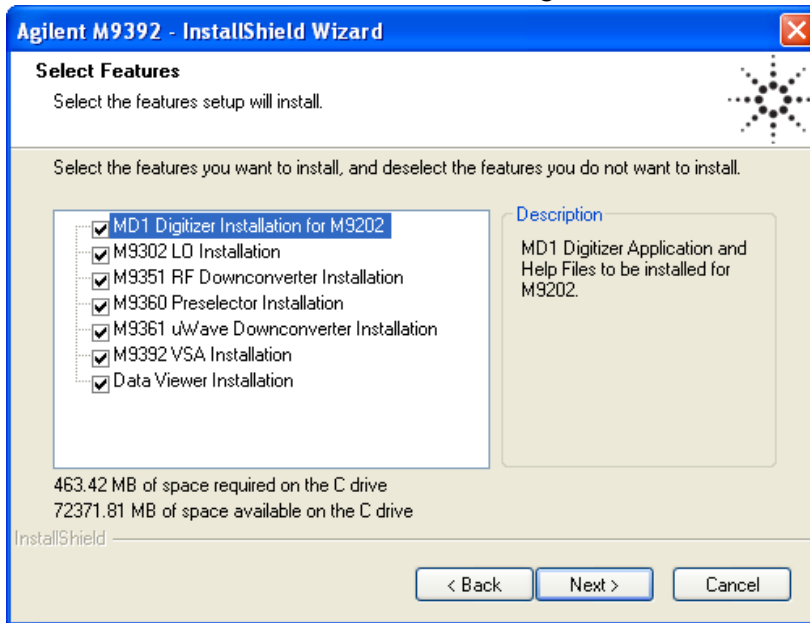 Agilent M9392 - InstallShield Wizard
Select Features
Select the features setup will install.
Select the features you want to install, and deselect the features you do not want to install.
MD1 Digitizer Installation for M9202
M9302 LO Installation
M9351 RF Downconverter Installation
M9360 Preselector Installation
M9361 uWave Downconverter Installation
M9392 VSA Installation
Data Viewer Installation
Description
MD1 Digitizer Application and
Help Files to be installed for
M9202.
463.42 MB of space required on the C drive
72371.81 MB of space available on the C drive
InstallShield
< Back
Next >
Cancel